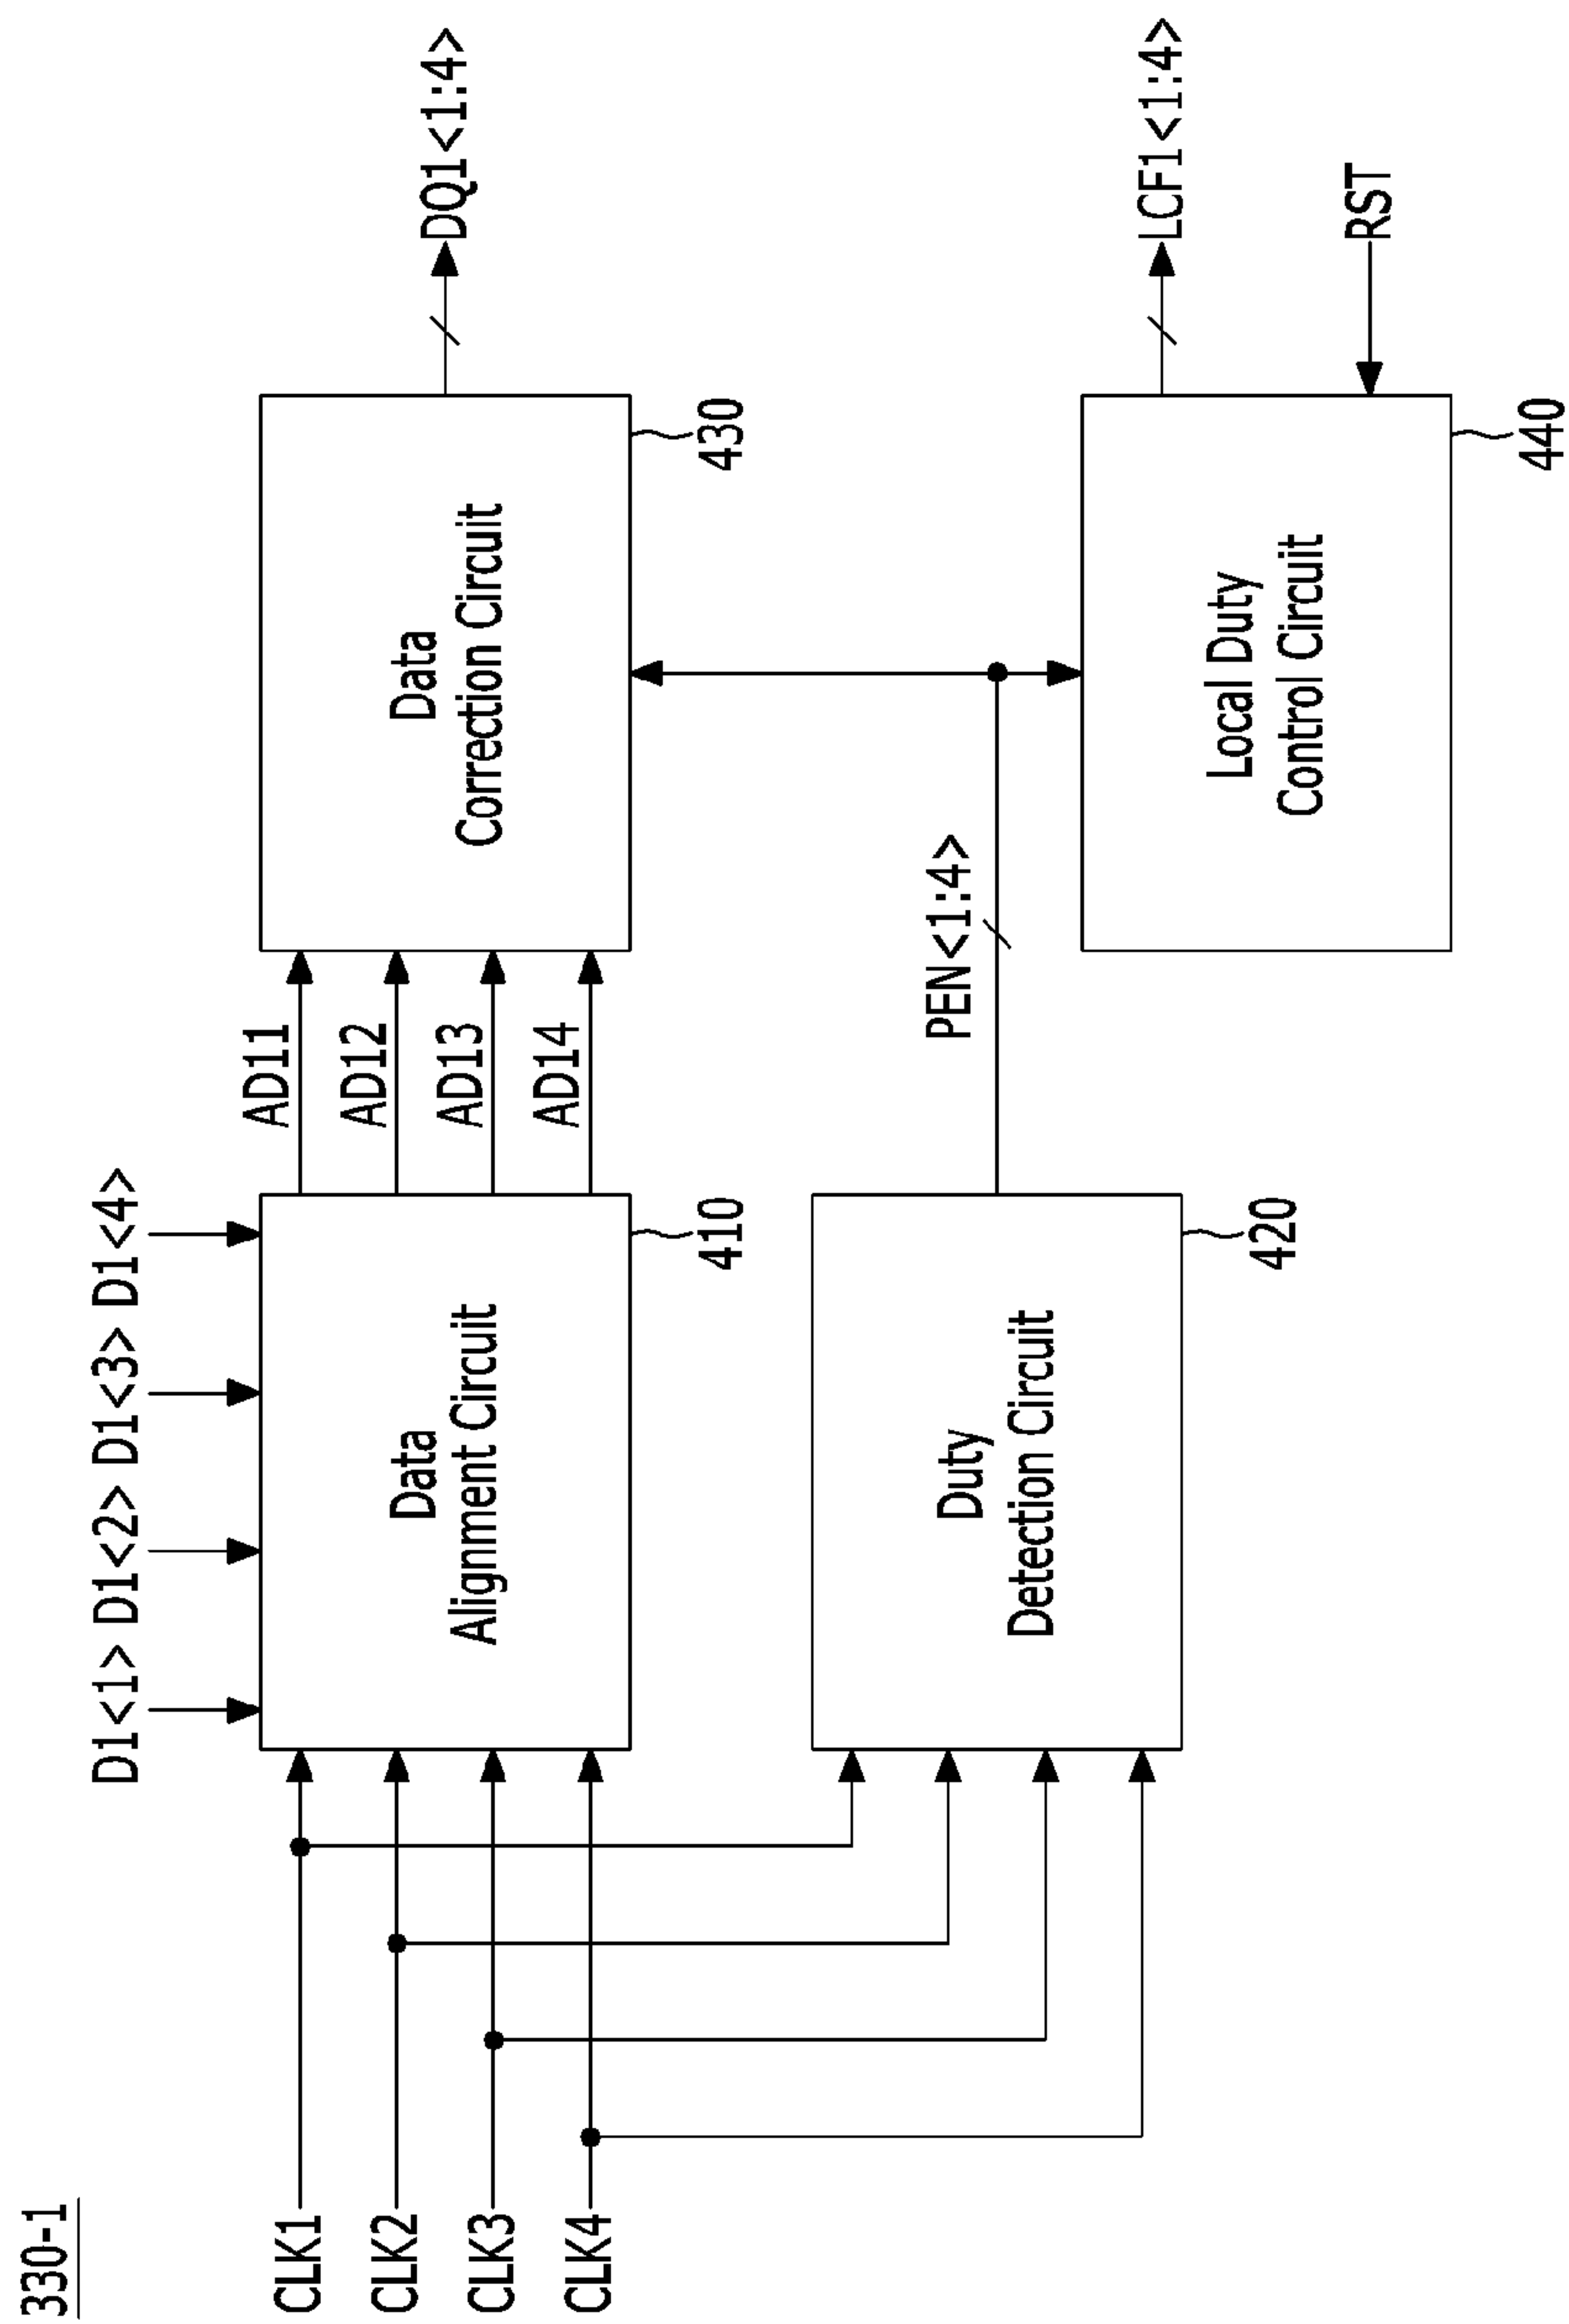 330-1
D1<1> D1<2> D1<3> D1<4>
CLK1
CLK2
CLK3
CLK4
Data
Alignment Circuit
410
AD11
AD12
AD13
AD14
Data
Correction Circuit
430
DQ1<1:4>
Duty
Detection Circuit
420
PEN<1:4>
Local Duty
Control Circuit
440
LCF1<1:4>
RST